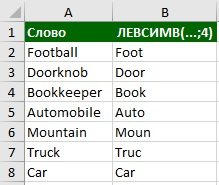 A B
1 Слово ЛЕВСИМВ(...;4)
2 Football Foot
3 Doorknob Door
4 Bookkeeper Book
5 Automobile Auto
6 Mountain Moun
7 Truck Truc
8 Car Car